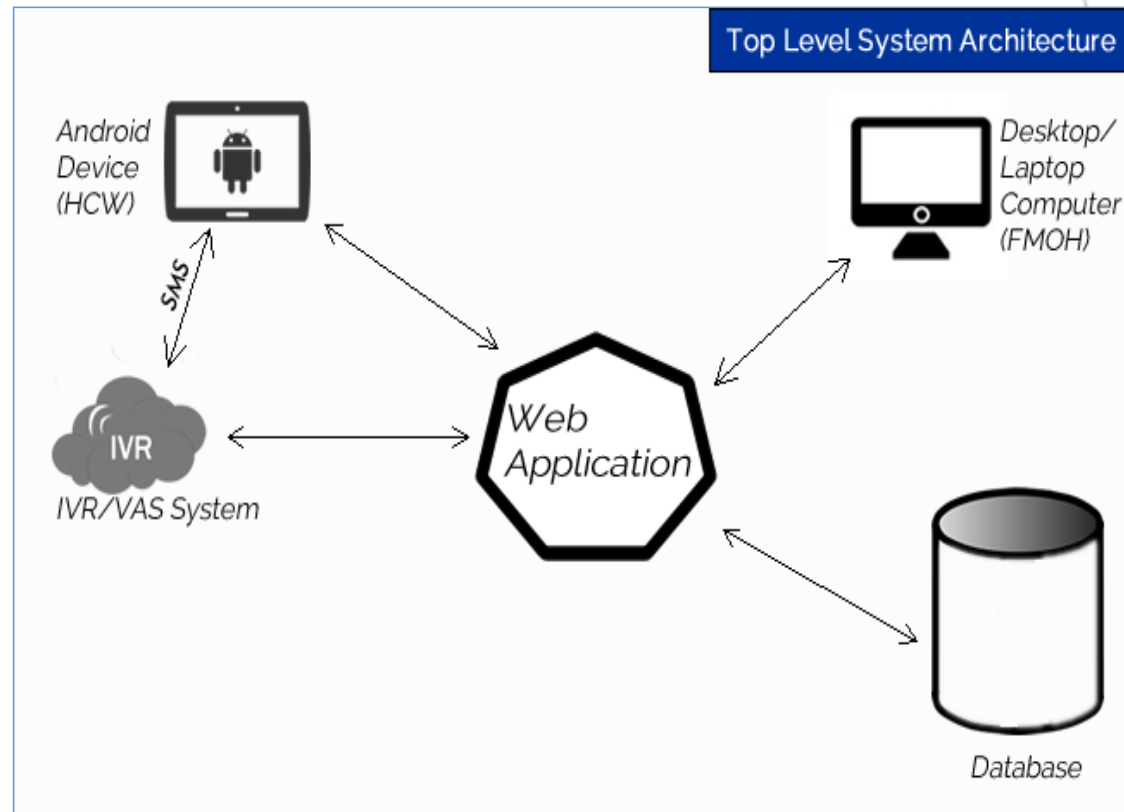 Top Level System Architecture
Android
Device
(HCW)
Desktop/
Laptop
Computer
(FMOH)
SMS
Web
Application
IVR
IVR/VAS System
Database